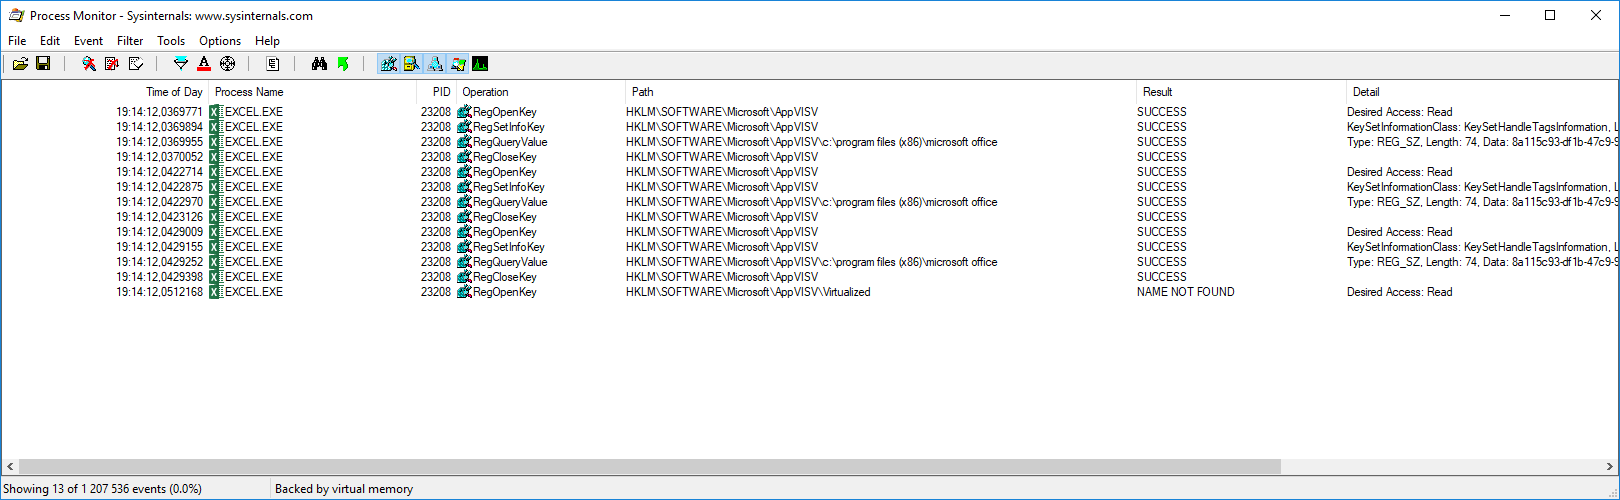 Process Monitor - Sysinternals: www.sysinternals.com
File Edit Event Filter Tools Options Help
Time of Day Process Name PID Operation Path Result Detail
19:14:12,0369771 EXCEL.EXE 23208 RegOpenKey HKLM\SOFTWARE\Microsoft\AppVISV SUCCESS Desired Access: Read
19:14:12,0369894 EXCEL.EXE 23208 RegSetInfoKey HKLM\SOFTWARE\Microsoft\AppVISV SUCCESS KeySetInformationClass: KeySetHandleTagsInformation, L
19:14:12,0369955 EXCEL.EXE 23208 RegQueryValue HKLM\SOFTWARE\Microsoft\AppVISV\c:\program files (x86)\microsoft office SUCCESS Type: REG_SZ, Length: 74, Data: 8a115c93-df1b-47c9-9
19:14:12,0370052 EXCEL.EXE 23208 RegCloseKey HKLM\SOFTWARE\Microsoft\AppVISV SUCCESS
19:14:12,0422714 EXCEL.EXE 23208 RegOpenKey HKLM\SOFTWARE\Microsoft\AppVISV SUCCESS Desired Access: Read
19:14:12,0422875 EXCEL.EXE 23208 RegSetInfoKey HKLM\SOFTWARE\Microsoft\AppVISV SUCCESS KeySetInformationClass: KeySetHandleTagsInformation, L
19:14:12,0422970 EXCEL.EXE 23208 RegQueryValue HKLM\SOFTWARE\Microsoft\AppVISV\c:\program files (x86)\microsoft office SUCCESS Type: REG_SZ, Length: 74, Data: 8a115c93-df1b-47c9-9
19:14:12,0423126 EXCEL.EXE 23208 RegCloseKey HKLM\SOFTWARE\Microsoft\AppVISV SUCCESS
19:14:12,0429009 EXCEL.EXE 23208 RegOpenKey HKLM\SOFTWARE\Microsoft\AppVISV SUCCESS Desired Access: Read
19:14:12,0429155 EXCEL.EXE 23208 RegSetInfoKey HKLM\SOFTWARE\Microsoft\AppVISV SUCCESS KeySetInformationClass: KeySetHandleTagsInformation, L
19:14:12,0429252 EXCEL.EXE 23208 RegQueryValue HKLM\SOFTWARE\Microsoft\AppVISV\c:\program files (x86)\microsoft office SUCCESS Type: REG_SZ, Length: 74, Data: 8a115c93-df1b-47c9-9
19:14:12,0429398 EXCEL.EXE 23208 RegCloseKey HKLM\SOFTWARE\Microsoft\AppVISV SUCCESS
19:14:12,0512168 EXCEL.EXE 23208 RegOpenKey HKLM\SOFTWARE\Microsoft\AppVISV\Virtualized NAME NOT FOUND Desired Access: Read
Showing 13 of 1 207 536 events (0.0%) Backed by virtual memory